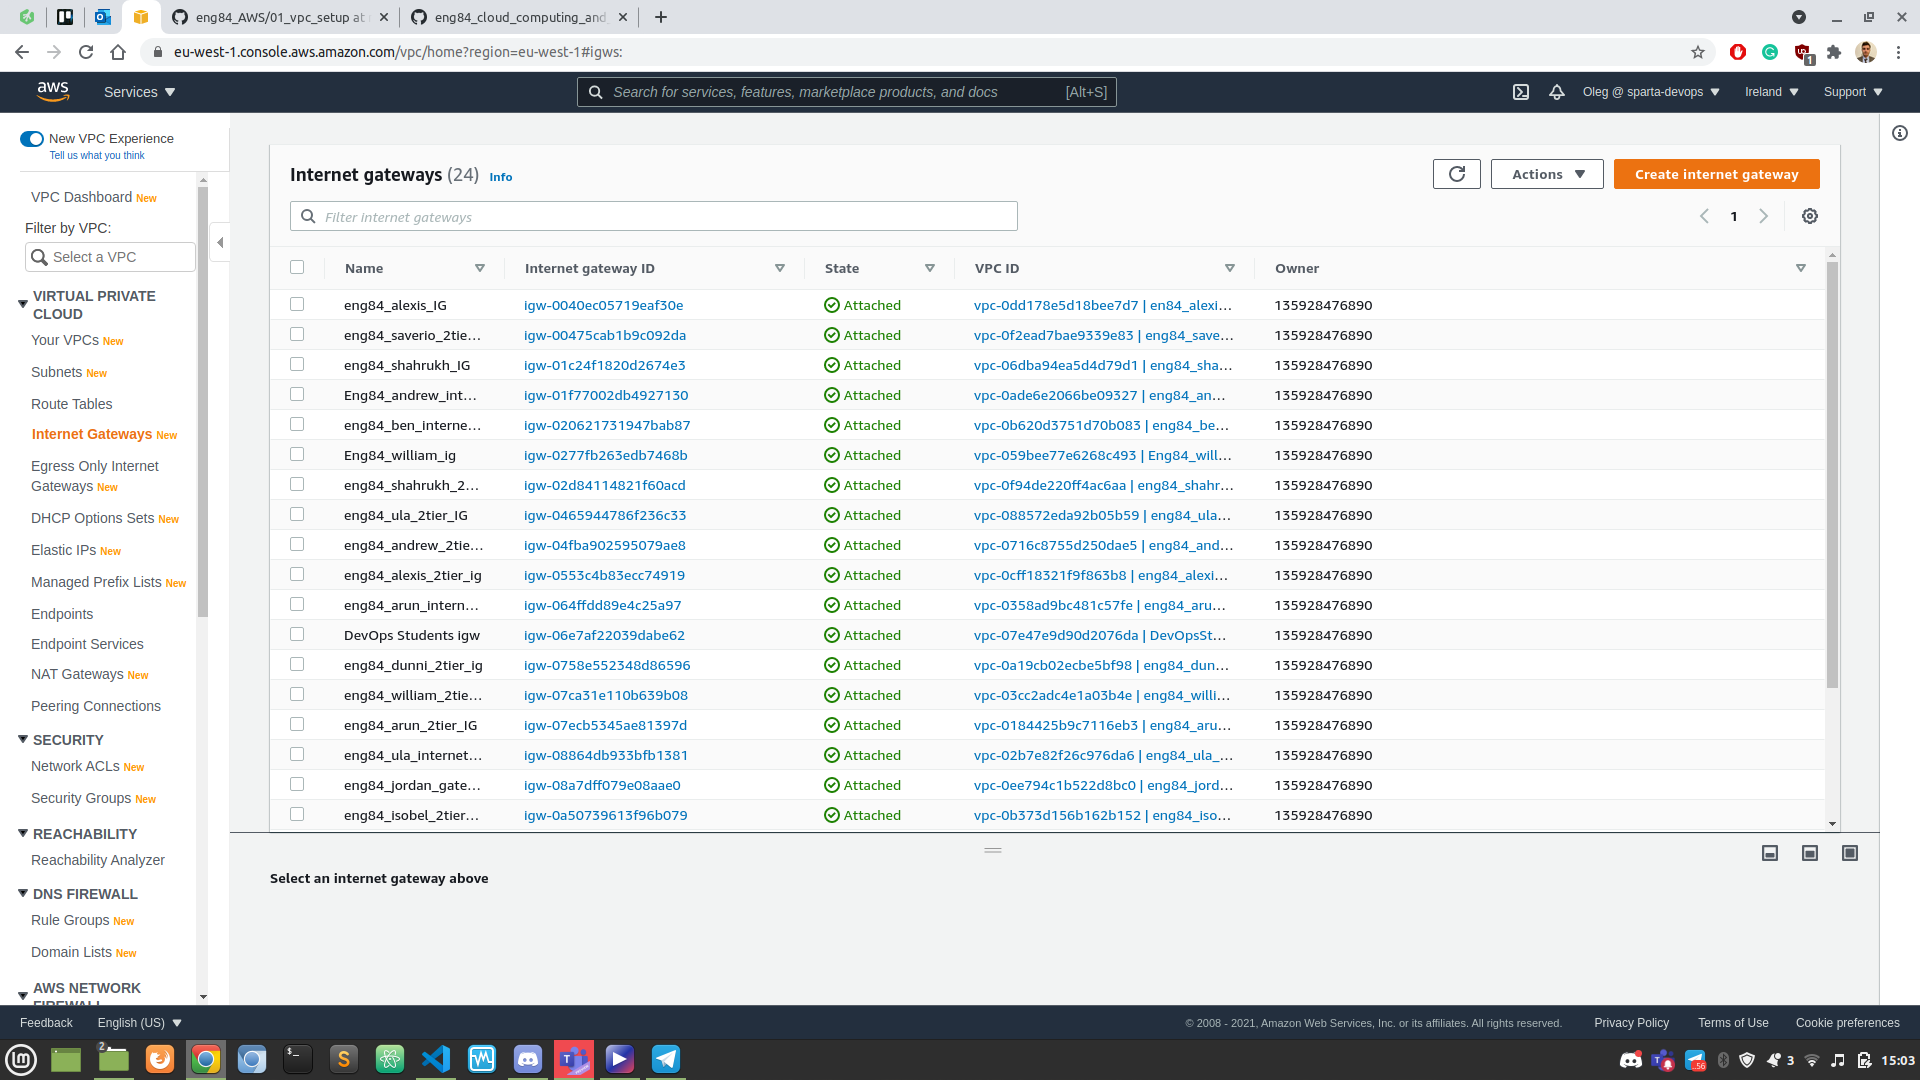 eng84_AWS/01_vpc_setup at
eng84_cloud_computing_and
eu-west-1.console.aws.amazon.com/vpc/home?region=eu-west-1#igws:
1
aws
Services
Search for services, features, marketplace products, and docs
[Alt+S]
Oleg @ sparta-devops
Ireland
Support
New VPC Experience
Tell us what you think
VPC Dashboard New
Filter by VPC:
Select a VPC
VIRTUAL PRIVATE
CLOUD
Your VPCs New
Subnets New
Route Tables
Internet Gateways New
Egress Only Internet
Gateways New
DHCP Options Sets New
Elastic IPs New
Managed Prefix Lists New
Endpoints
Endpoint Services
NAT Gateways New
Peering Connections
SECURITY
Network ACLs New
Security Groups New
REACHABILITY
Reachability Analyzer
DNS FIREWALL
Rule Groups New
Domain Lists New
AWS NETWORK
FIREWALL
Internet gateways (24) Info
Actions
Create internet gateway
Filter internet gateways
1
Name Internet gateway ID State VPC ID Owner
eng84_alexis_IG igw-0040ec05719eaf30e Attached vpc-0dd178e5d18bee7d7 | en84_alexi... 135928476890
eng84_saverio_2tie... igw-00475cab1b9c092da Attached vpc-0f2ead7bae9339e83 | eng84_save... 135928476890
eng84_shahrukh_IG igw-01c24f1820d2674e3 Attached vpc-06dba94ea5d4d79d1 | eng84_sha... 135928476890
Eng84_andrew_int... igw-01f77002db4927130 Attached vpc-0ade6e2066be09327 | eng84_an... 135928476890
eng84_ben_interne... igw-020621731947bab87 Attached vpc-0b620d3751d70b083 | eng84_be... 135928476890
Eng84_william_ig igw-0277fb263edb7468b Attached vpc-059bee77e6268c493 | Eng84_will... 135928476890
eng84_shahrukh_2... igw-02d84114821f60acd Attached vpc-0f94de220ff4ac6aa | eng84_shahr... 135928476890
eng84_ula_2tier_IG igw-0465944786f236c33 Attached vpc-088572eda92b05b59 | eng84_ula... 135928476890
eng84_andrew_2tie... igw-04fba902595079ae8 Attached vpc-0716c8755d250dae5 | eng84_and... 135928476890
eng84_alexis_2tier_ig igw-0553c4b83ecc74919 Attached vpc-0cff18321f9f863b8 | eng84_alexi... 135928476890
eng84_arun_intern... igw-064ffdd89e4c25a97 Attached vpc-0358ad9bc481c57fe | eng84_aru... 135928476890
DevOps Students igw igw-06e7af22039dabe62 Attached vpc-07e47e9d90d2076da | DevOpsSt... 135928476890
eng84_dunni_2tier_ig igw-0758e552348d86596 Attached vpc-0a19cb02ecbe5bf98 | eng84_dun... 135928476890
eng84_william_2tie... igw-07ca31e110b639b08 Attached vpc-03cc2adc4e1a03b4e | eng84_willi... 135928476890
eng84_arun_2tier_IG igw-07ecb5345ae81397d Attached vpc-0184425b9c7116eb3 | eng84_aru... 135928476890
eng84_ula_internet... igw-08864db933bfb1381 Attached vpc-02b7e82f26c976da6 | eng84_ula_... 135928476890
eng84_jordan_gate... igw-08a7dff079e08aae0 Attached vpc-0ee794c1b522d8bc0 | eng84_jord... 135928476890
eng84_isobel_2tier... igw-0a50739613f96b079 Attached vpc-0b373d156b162b152 | eng84_iso... 135928476890
Select an internet gateway above
Feedback
English (US)
© 2008 - 2021, Amazon Web Services, Inc. or its affiliates. All rights reserved.
Privacy Policy
Terms of Use
Cookie preferences
2
56
3
15:03